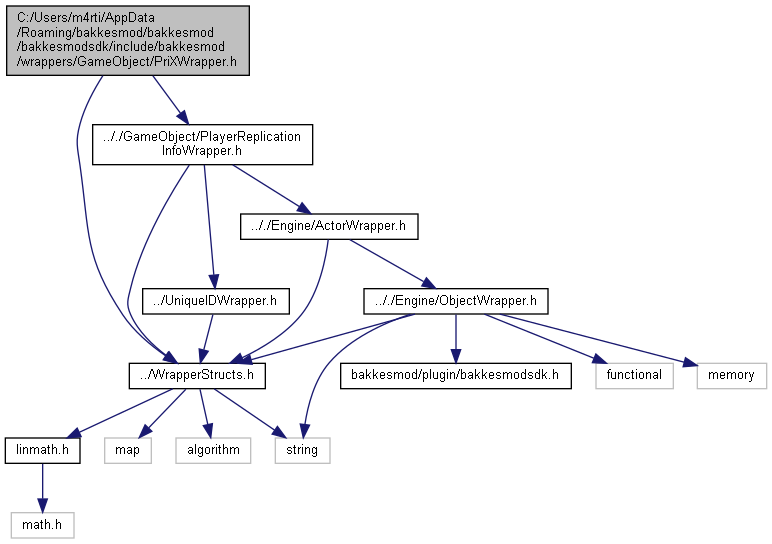 C:/Users/m4rti/AppData
/Roaming/bakkesmod/bakkesmod
/bakkesmodsdk/include/bakkesmod
/wrappers/GameObject/PriXWrapper.h
.././GameObject/PlayerReplication
InfoWrapper.h
.././Engine/ActorWrapper.h
../UniqueIDWrapper.h
.././Engine/ObjectWrapper.h
../WrapperStructs.h
bakkesmod/plugin/bakkesmodsdk.h
functional
memory
linmath.h
map
algorithm
string
math.h